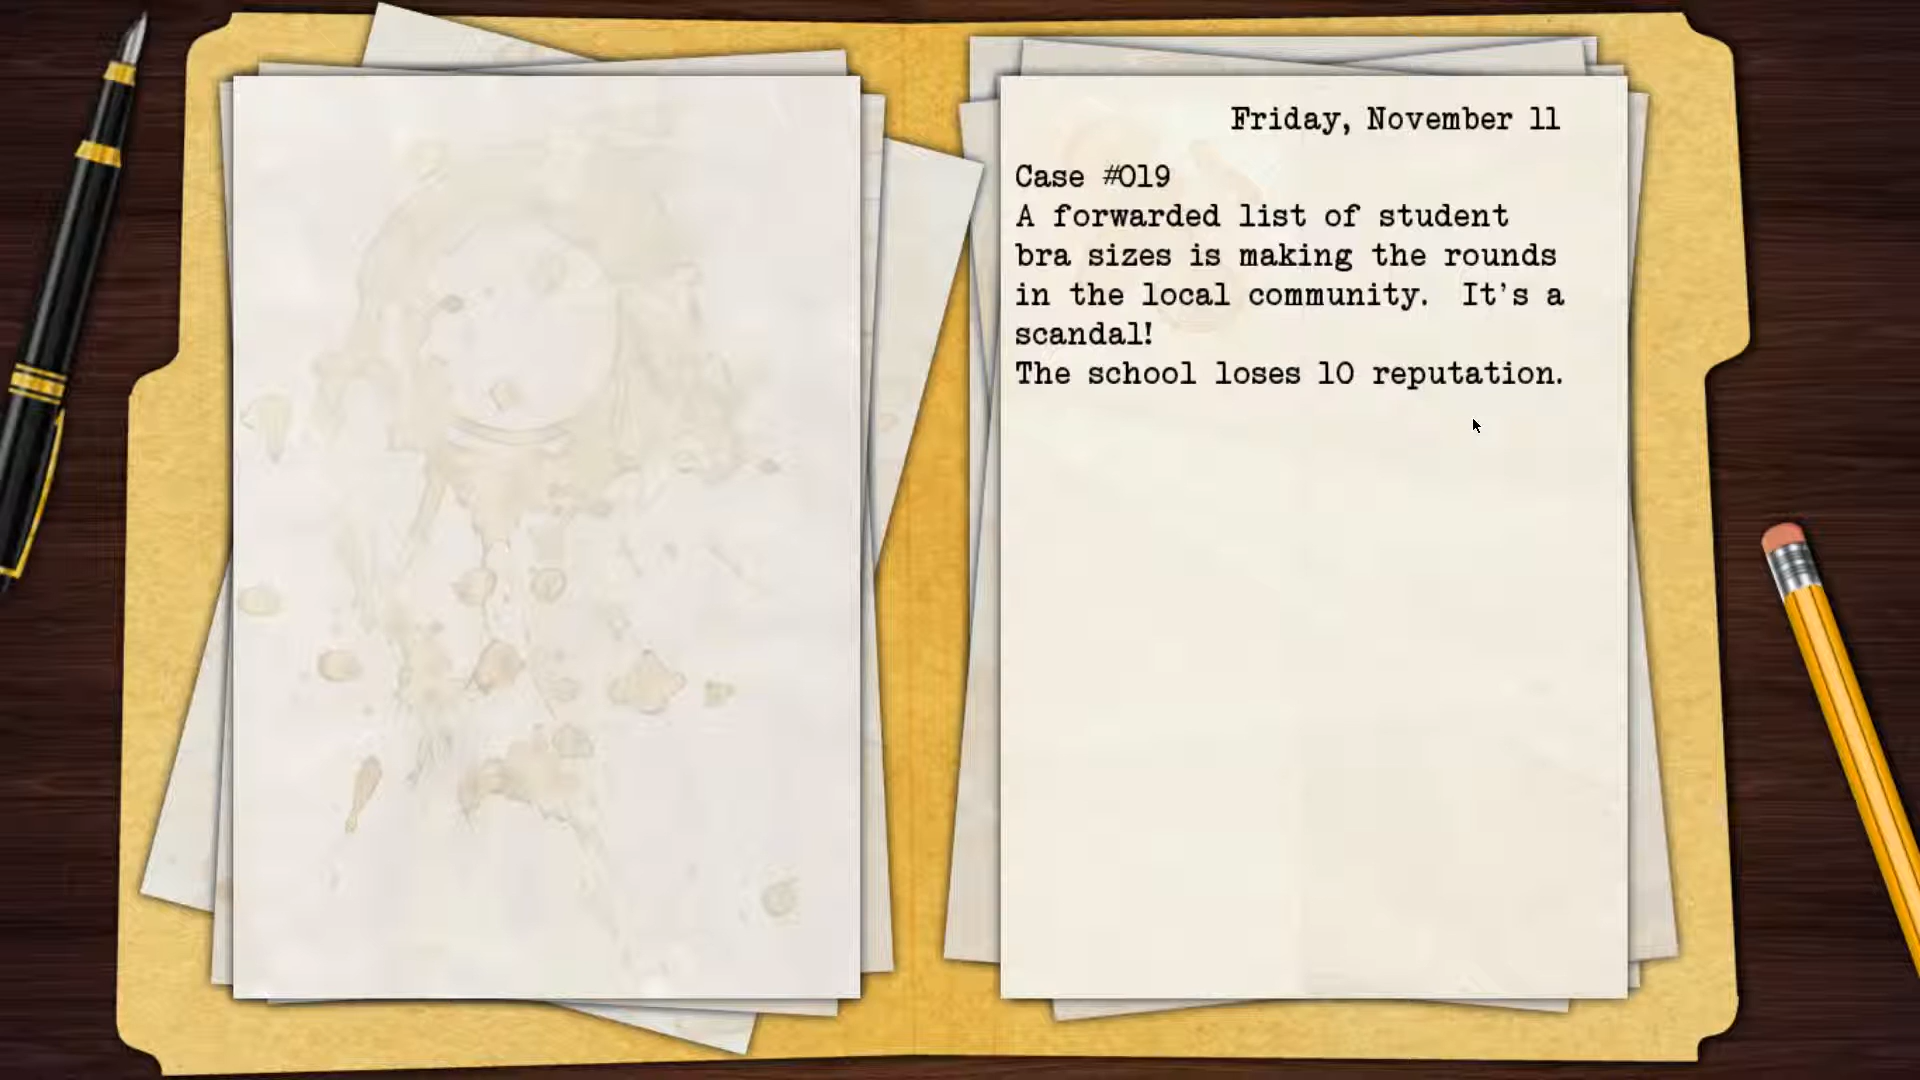 Friday, November 11
Case #019
A forwarded list of student
bra sizes is making the rounds
in the local community.  It's a
scandal!
The school loses 10 reputation.